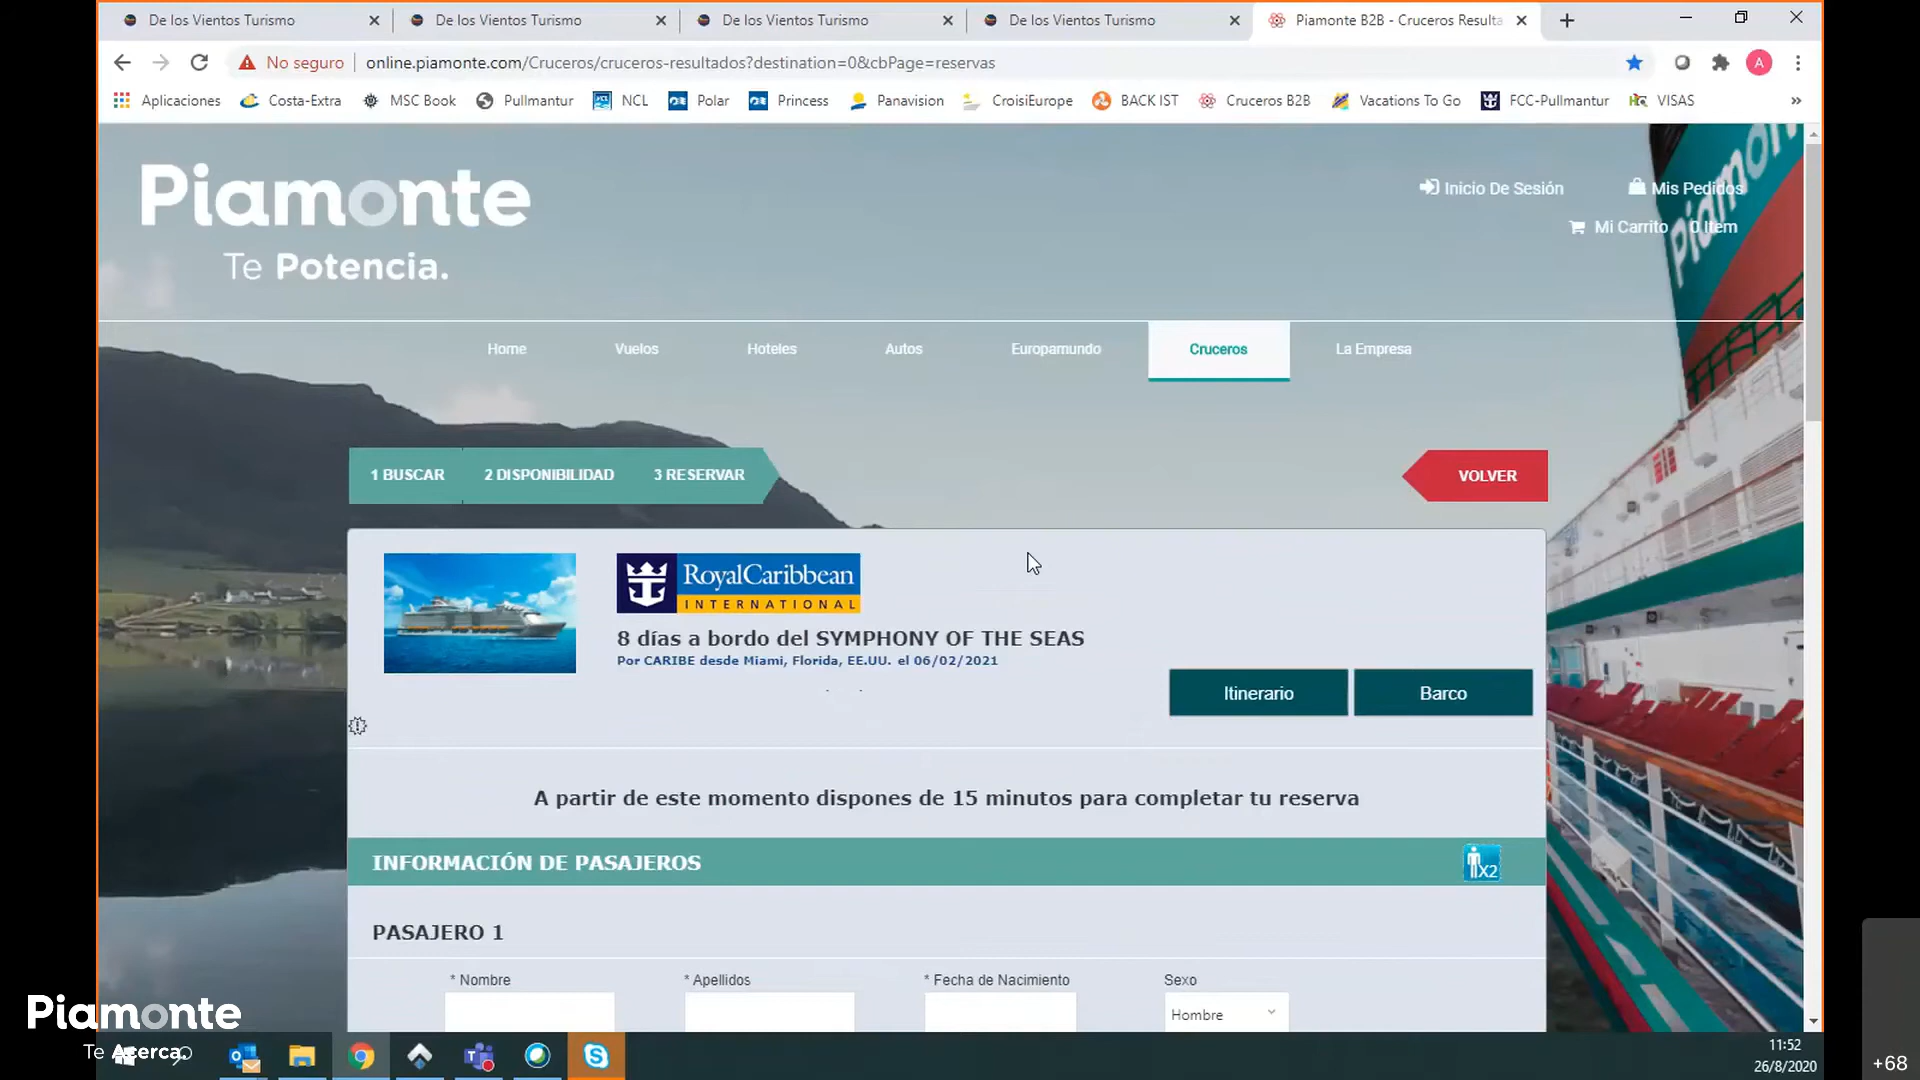 De los Vientos Turismo
De los Vientos Turismo
De los Vientos Turismo
De los Vientos Turismo
Piamonte B2B - Cruceros Resulta
No seguro
online.piamonte.com/Cruceros/cruceros-resultados?destination=0&cbPage=reservas
A
Aplicaciones
Costa-Extra
MSC Book
Pullmantur
NCL
Polar
Princess
Panavision
CroisiEurope
BACK IST
Cruceros B2B
Vacations To Go
FCC-Pullmantur
VISAS
»
Piamonte
Te Potencia.
Inicio De Sesión
Mis Pedidos
Mi Carrito
0 Item
Piamont
Piamonte
Home
Vuelos
Hoteles
Autos
Europamundo
Cruceros
La Empresa
1 BUSCAR
2 DISPONIBILIDAD
3 RESERVAR
VOLVER
RoyalCaribbean
INTERNATIONAL
8 días a bordo del SYMPHONY OF THE SEAS
Por CARIBE desde Miami, Florida, EE.UU. el 06/02/2021
Itinerario
Barco
A partir de este momento dispones de 15 minutos para completar tu reserva
INFORMACIÓN DE PASAJEROS
X2
PASAJERO 1
* Nombre
* Apellidos
* Fecha de Nacimiento
Sexo
Hombre
Piamonte
Te Acerca.
11:52
26/8/2020
+68